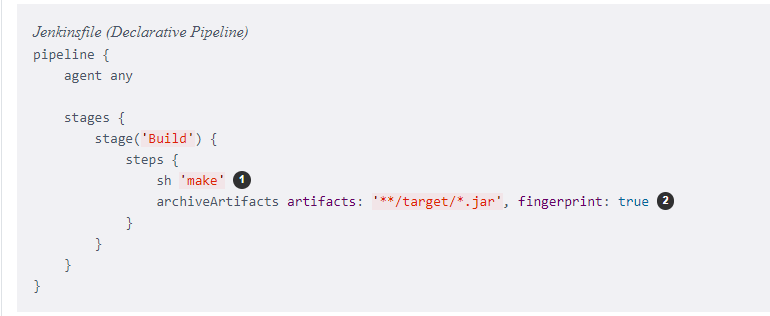 Jenkinsfile (Declarative Pipeline)
pipeline {
    agent any
    stages {
        stage('Build') {
            steps {
                sh 'make' 1
                archiveArtifacts artifacts: '**/target/*.jar', fingerprint: true 2
            }
        }
    }
}